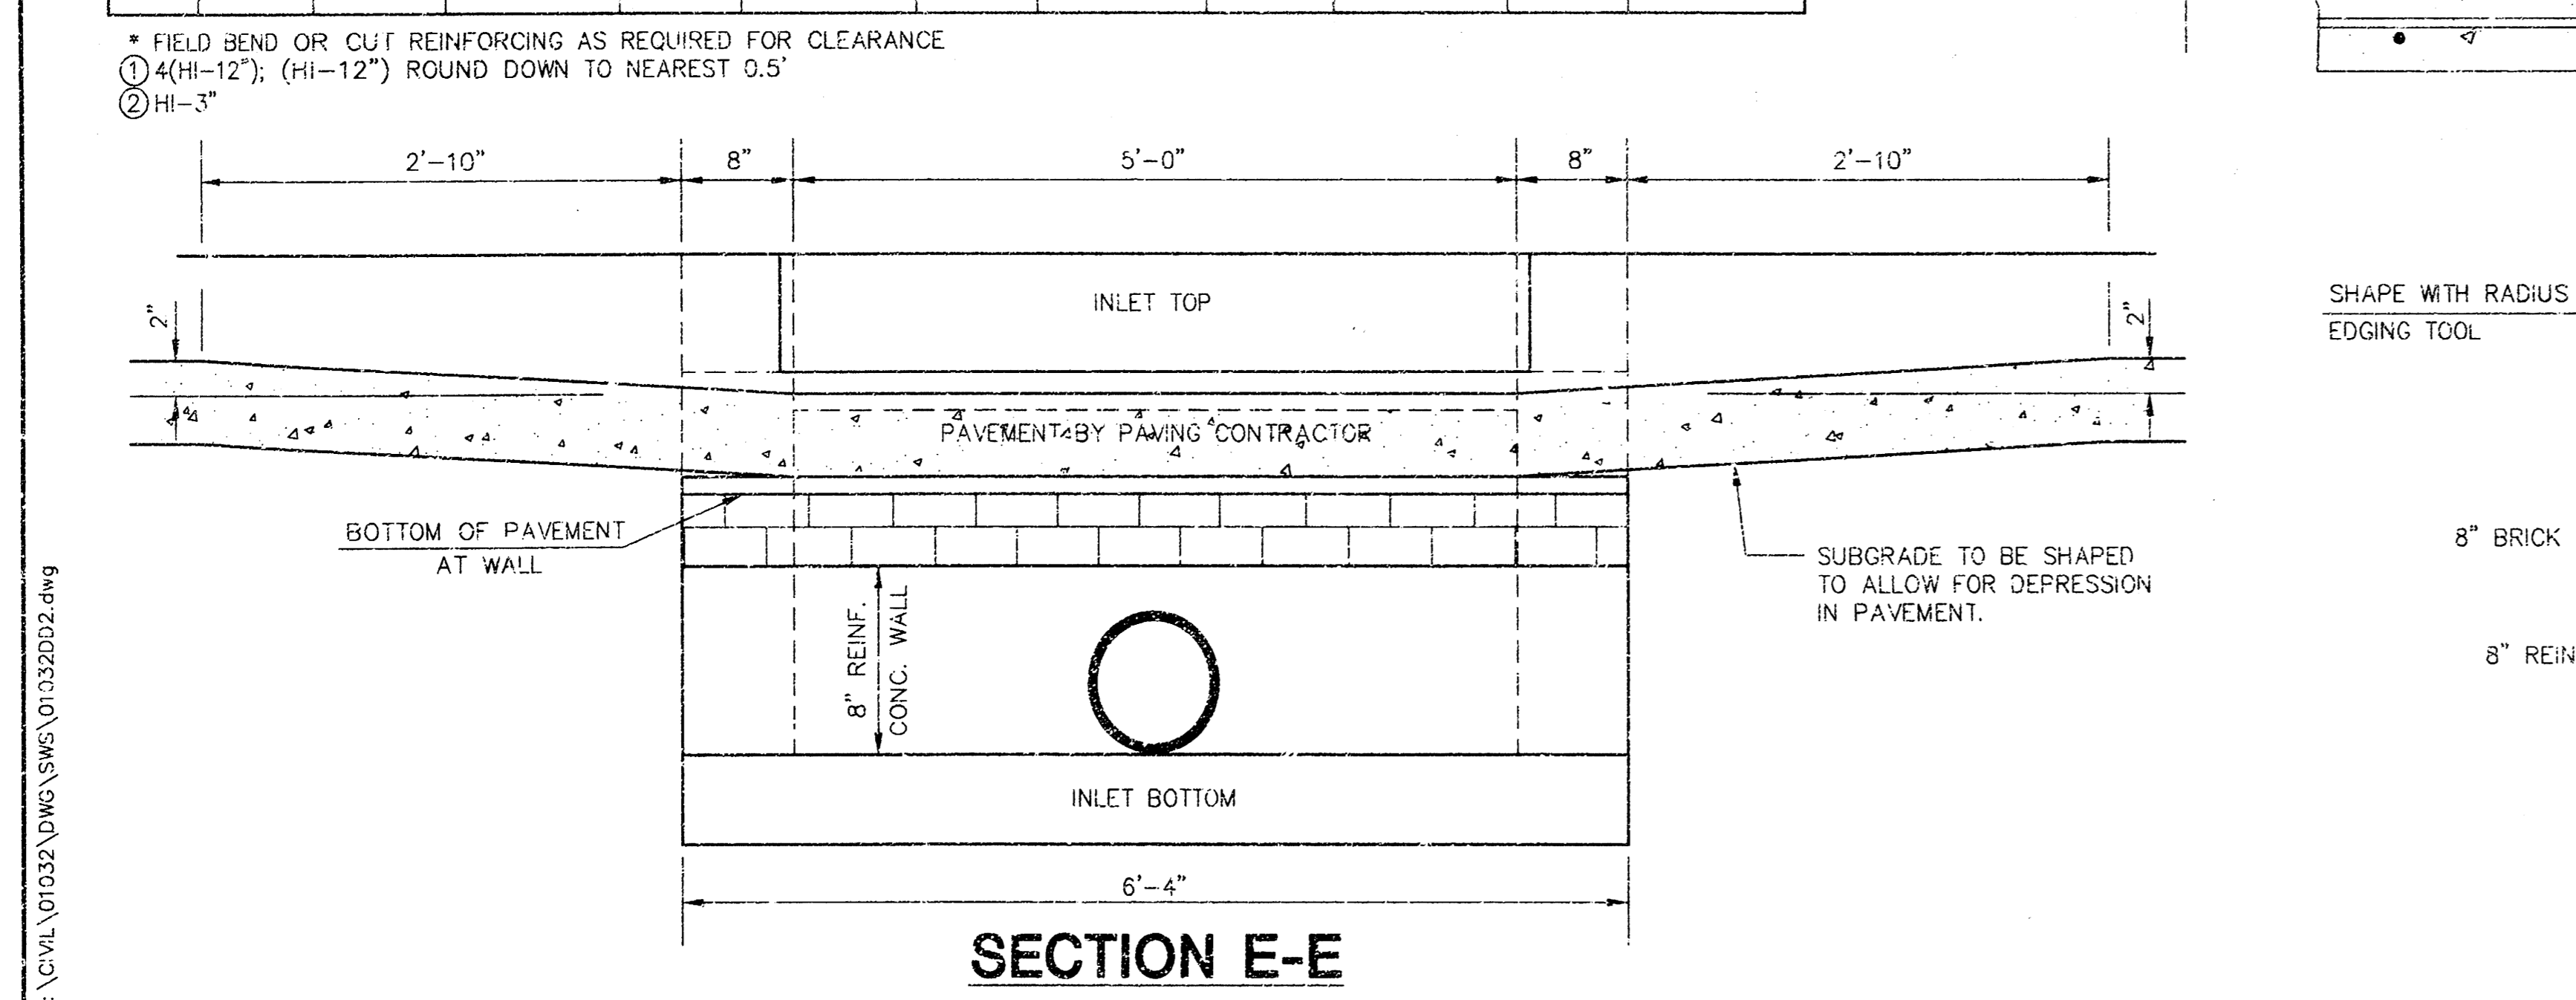 * FIELD BEND OR CUT REINFORCING AS REQUIRED FOR CLEARANCE
① 4(HI-12"); (HI-12") ROUND DOWN TO NEAREST 0.5'
② HI-3"
2'-10"
8"
5'-0"
8"
2'-10"
INLET TOP
2"
2"
SHAPE WITH RADIUS
EDGING TOOL
PAVEMENT BY PAVING CONTRACTOR
BOTTOM OF PAVEMENT
AT WALL
8" BRICK
SUBGRADE TO BE SHAPED
TO ALLOW FOR DEPRESSION
IN PAVEMENT.
8" REINF.
CONC. WALL
8" REIN
INLET BOTTOM
6'-4"
SECTION E-E
:\CIVIL\01032\DWG\SWS\01032DD2.dwg